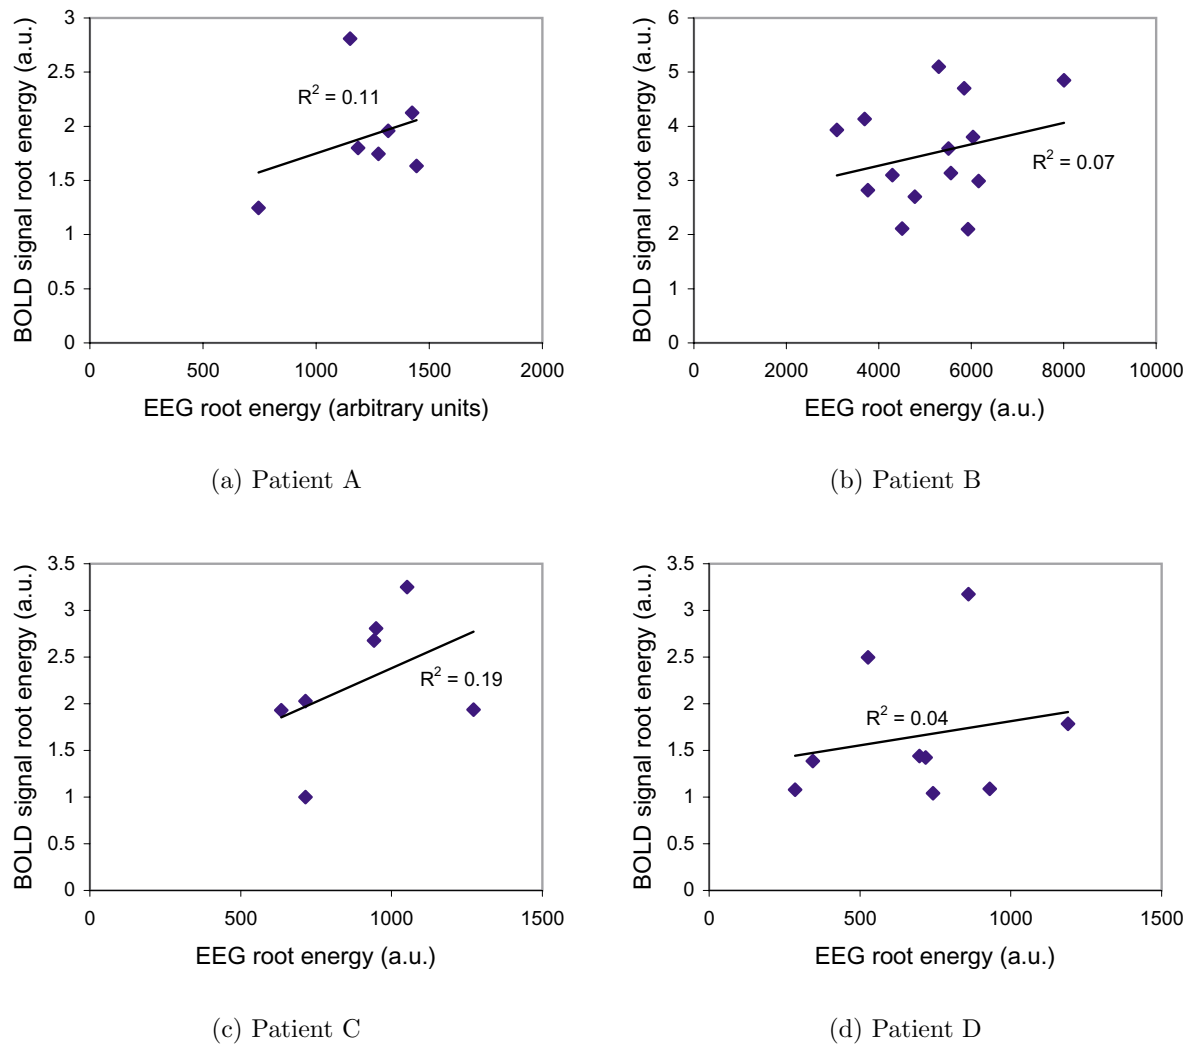 BOLD signal root energy (a.u.)
3
2.5
2
1.5
1
0.5
0
R² = 0.11
0 500 1000 1500 2000
EEG root energy (arbitrary units)
(a) Patient A
BOLD signal root energy (a.u.)
6
5
4
3
2
1
0
R² = 0.07
0 2000 4000 6000 8000 10000
EEG root energy (a.u.)
(b) Patient B
BOLD signal root energy (a.u.)
3.5
3
2.5
2
1.5
1
0.5
0
R² = 0.19
0 500 1000 1500
EEG root energy (a.u.)
(c) Patient C
BOLD signal root energy (a.u.)
3.5
3
2.5
2
1.5
1
0.5
0
R² = 0.04
0 500 1000 1500
EEG root energy (a.u.)
(d) Patient D